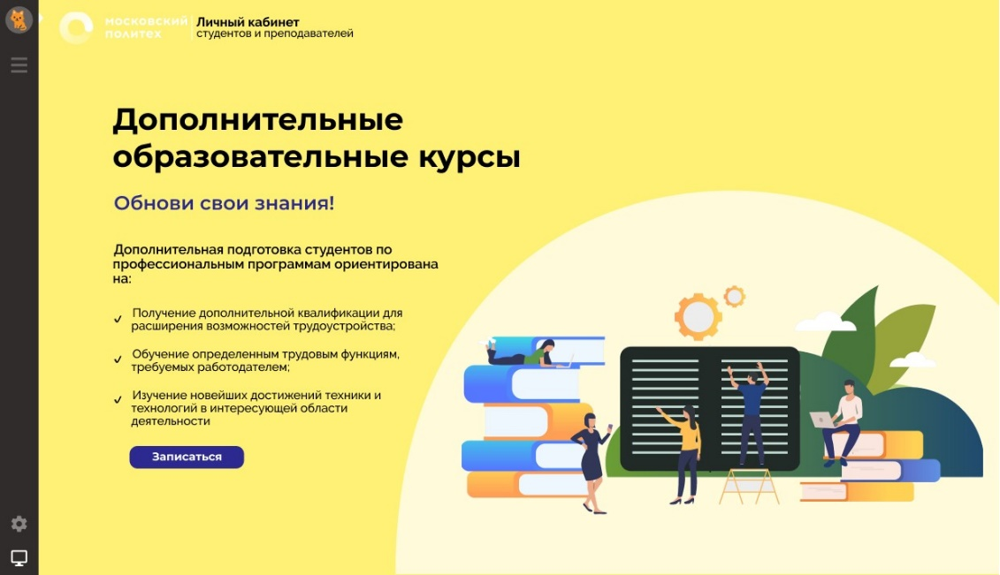 московский
политех
Личный кабинет
студентов и преподавателей
Дополнительные
образовательные курсы
Обнови свои знания!
Дополнительная подготовка студентов по
профессиональным программам ориентирована
на:
Получение дополнительной квалификации для
расширения возможностей трудоустройства;
Обучение определенным трудовым функциям,
требуемых работодателем;
Изучение новейших достижений техники и
технологий в интересующей области
деятельности
Записаться